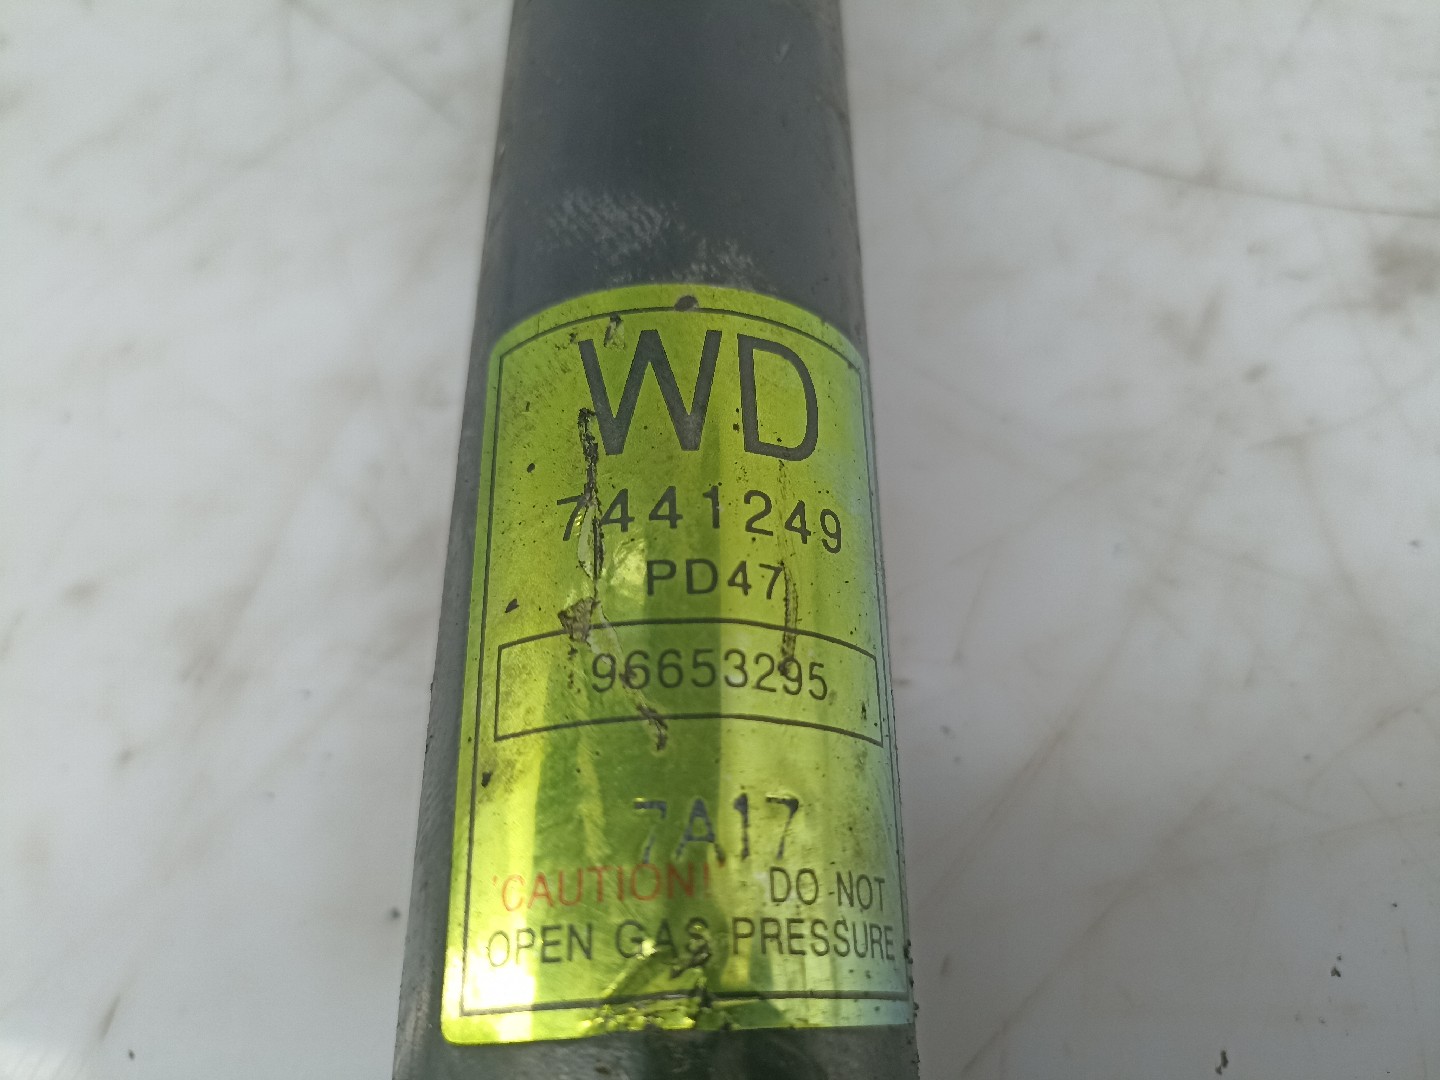 WD
7441249
PD47
96653295
7A17
'CAUTION!' DO NOT
OPEN GAS PRESSURE